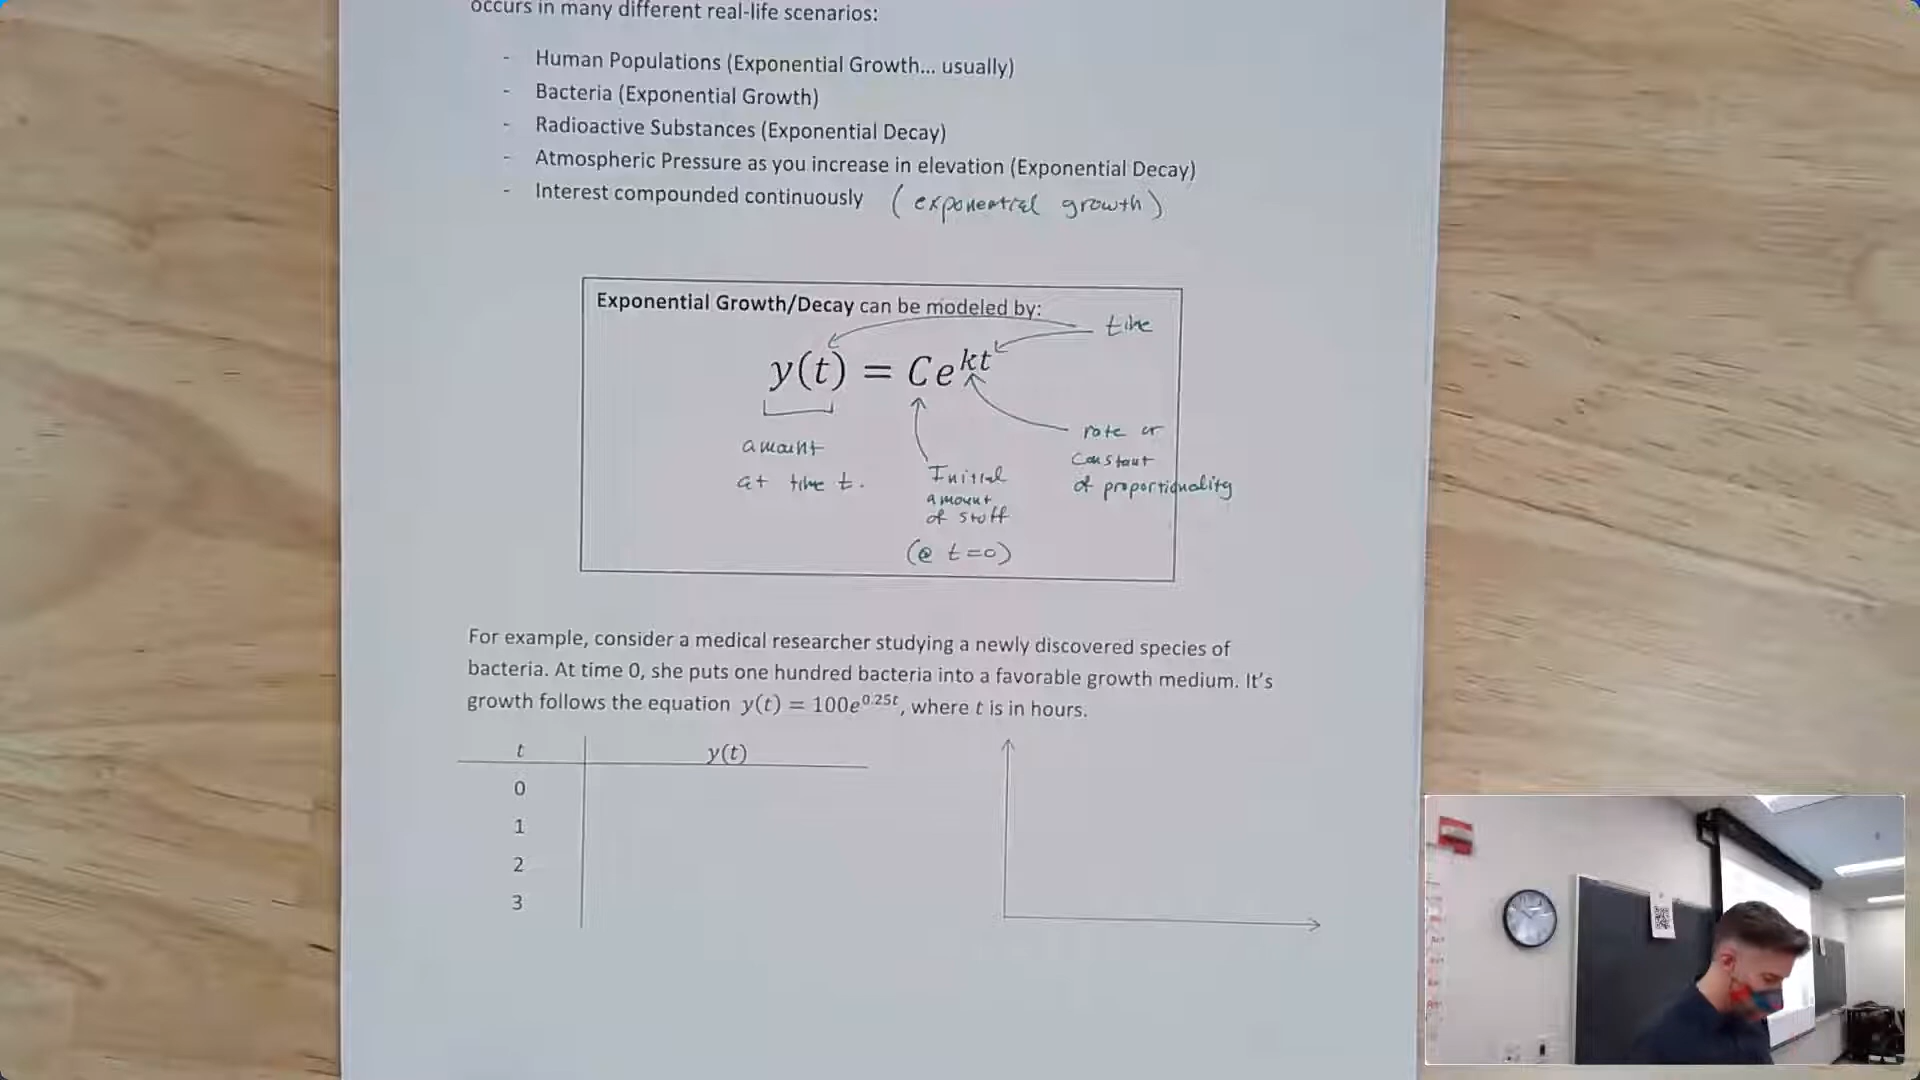 occurs in many different real-life scenarios:
- Human Populations (Exponential Growth... usually)
- Bacteria (Exponential Growth)
- Radioactive Substances (Exponential Decay)
- Atmospheric Pressure as you increase in elevation (Exponential Decay)
- Interest compounded continuously (exponential growth)
Exponential Growth/Decay can be modeled by:
time
y(t) = Ce^{kt}
amount
at time t.
Initial
amount
of stuff
(@ t=0)
rate or
constant
of proportionality
For example, consider a medical researcher studying a newly discovered species of
bacteria. At time 0, she puts one hundred bacteria into a favorable growth medium. It's
growth follows the equation y(t) = 100e^{0.25t}, where t is in hours.
t y(t)
0
1
2
3